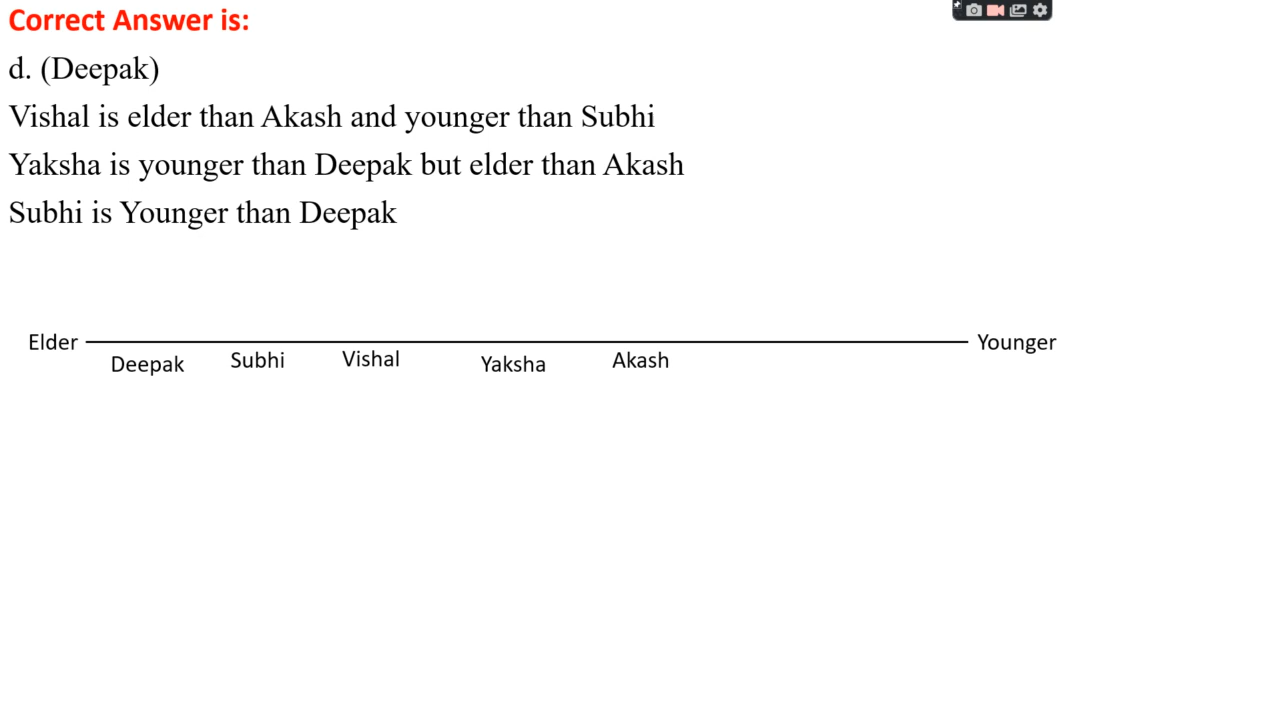 Correct Answer is:
d. (Deepak)
Vishal is elder than Akash and younger than Subhi
Yaksha is younger than Deepak but elder than Akash
Subhi is Younger than Deepak
Elder Younger
Deepak Subhi Vishal Yaksha Akash